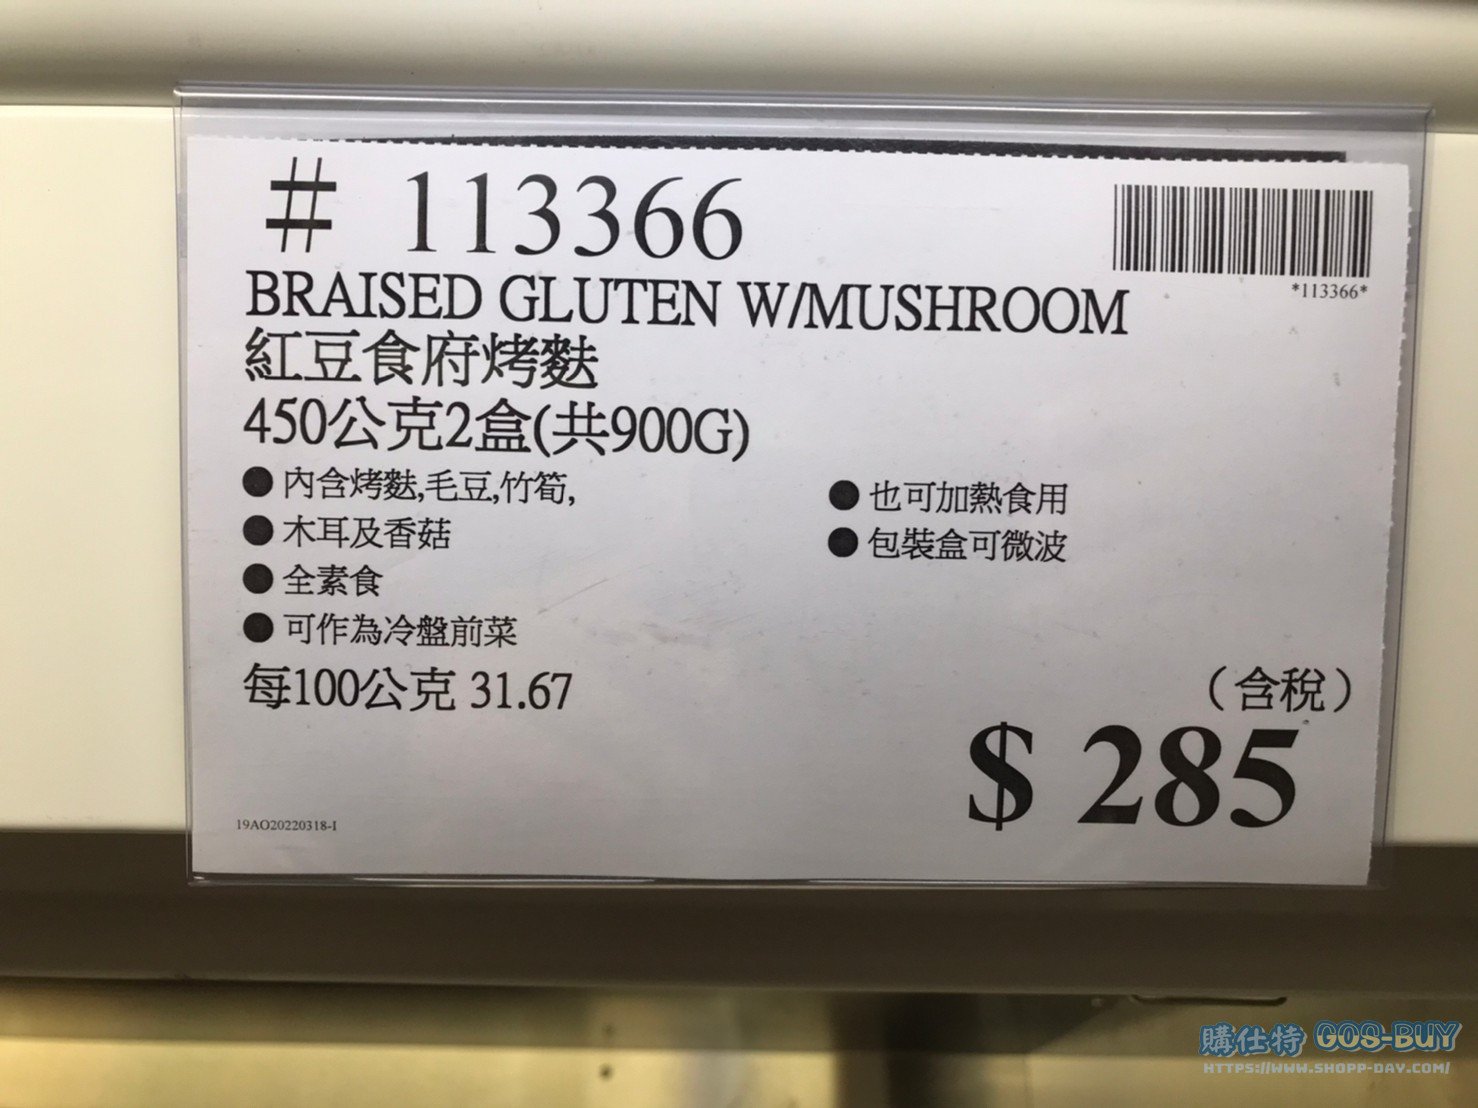 # 113366
*113366*
BRAISED GLUTEN W/MUSHROOM
紅豆食府烤麩
450公克2盒(共900G)
● 內含烤麩,毛豆,竹筍,
● 木耳及香菇
● 全素食
● 可作為冷盤前菜
● 也可加熱食用
● 包裝盒可微波
每100公克 31.67
（含稅）
$ 285
19AO20220318-I
購仕特 GOS-BUY
HTTPS://WWW.SHOPP-DAY.COM/